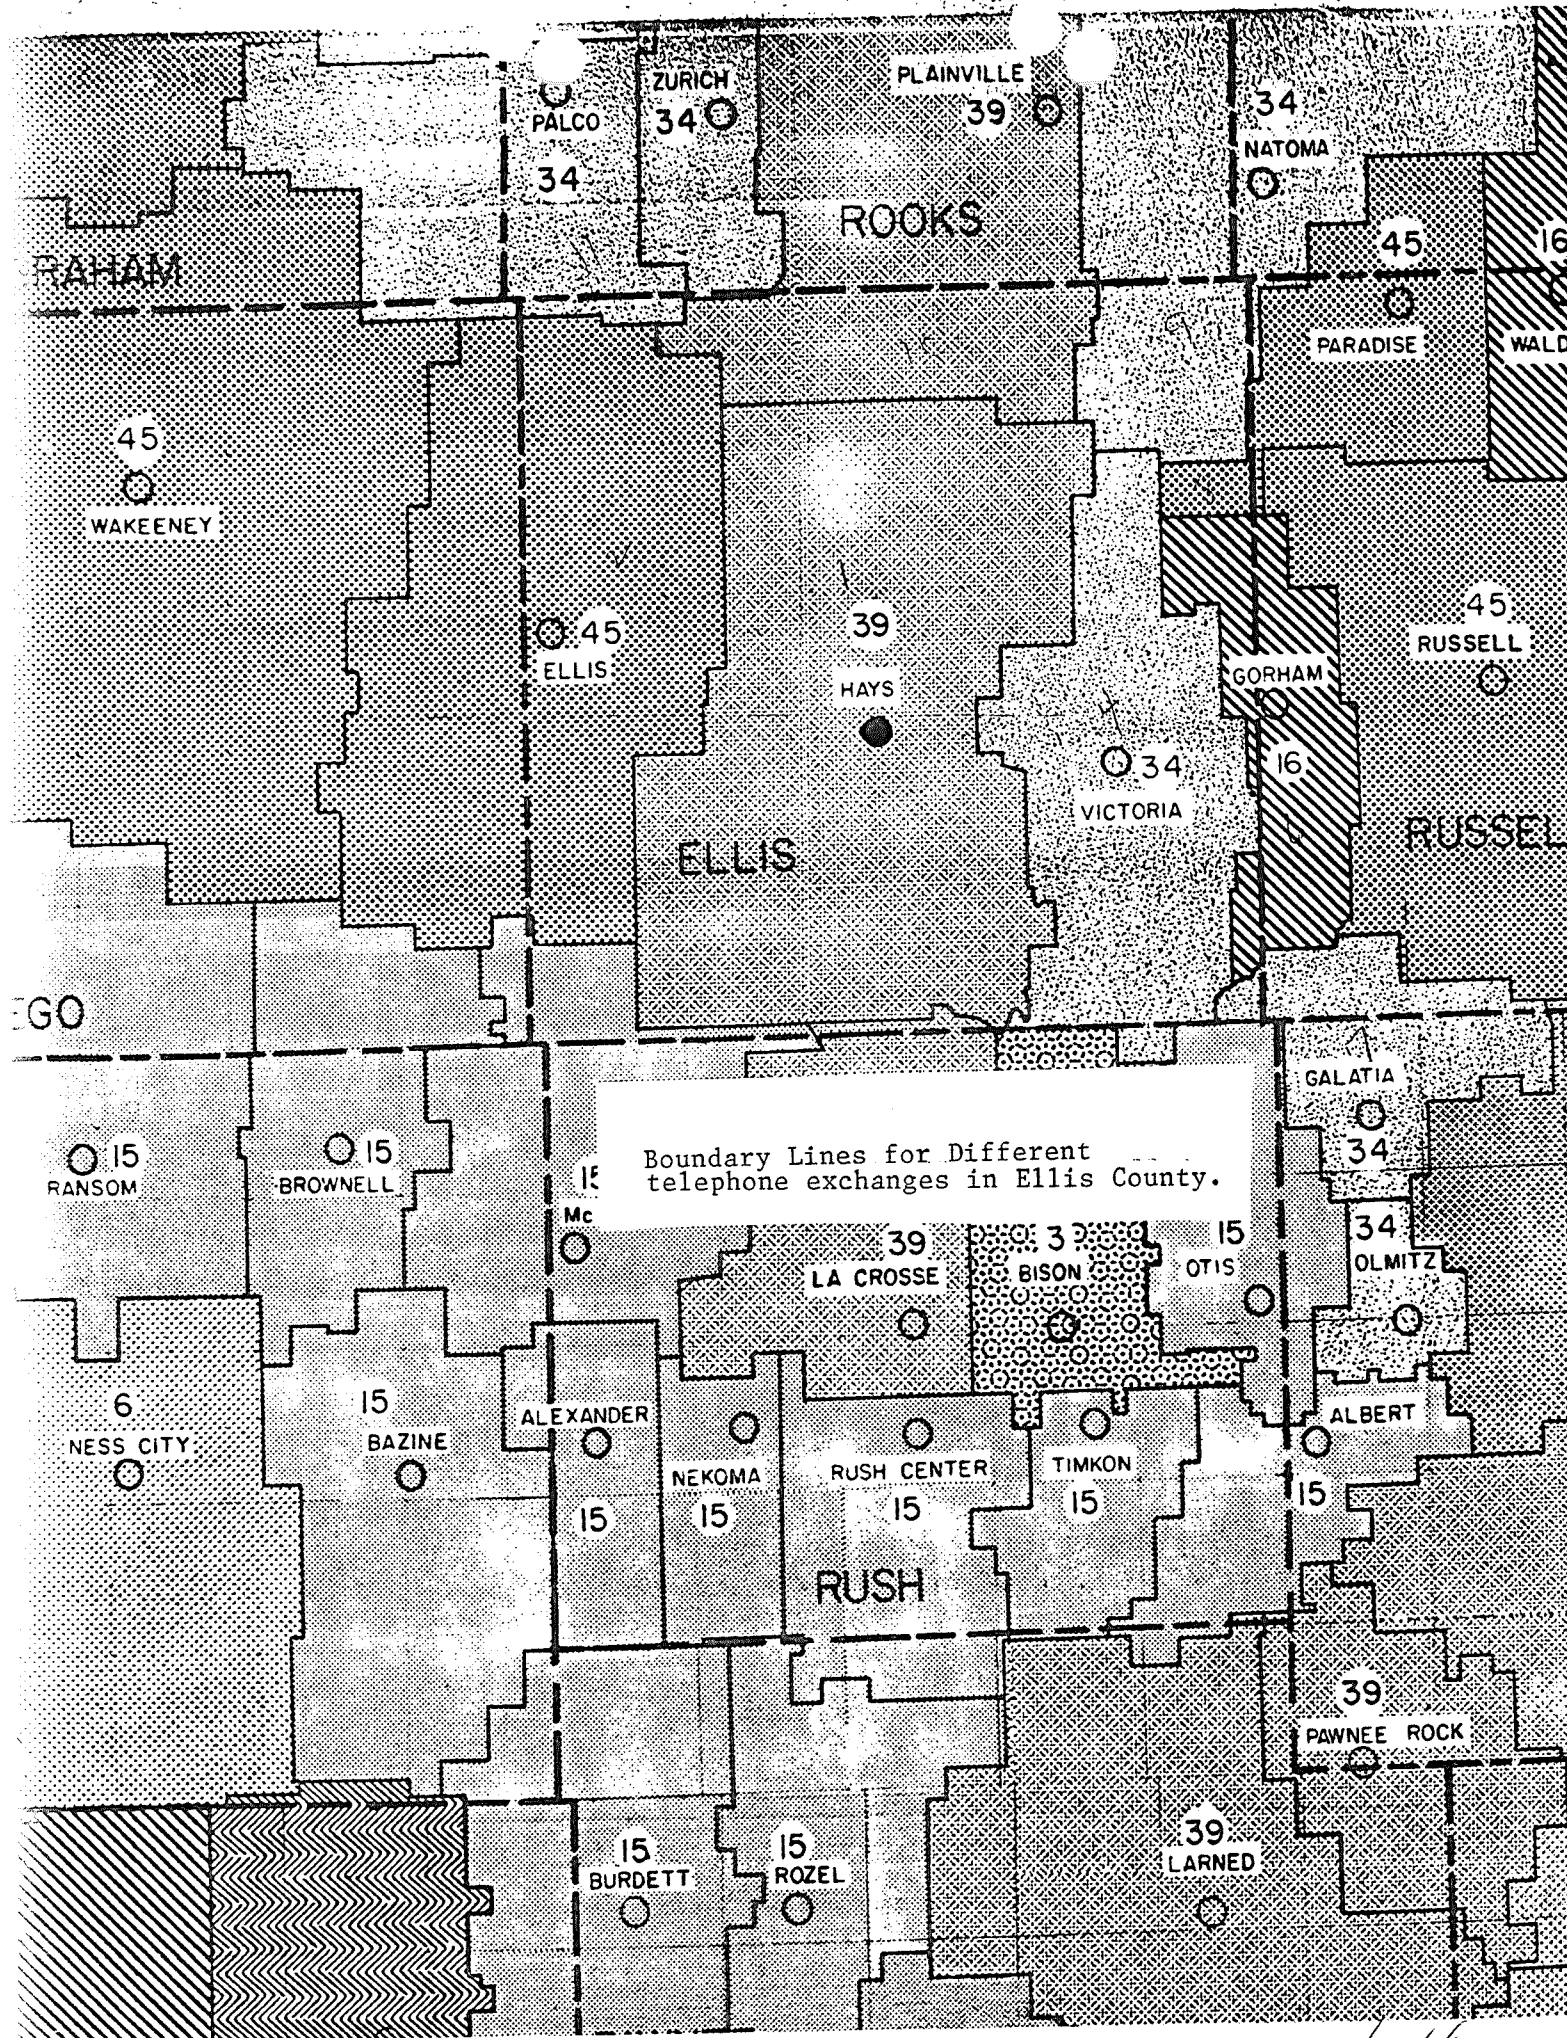 ZURICH
34
PLAINVILLE
39
34
NATOMA
PALCO
34
ROOKS
45
16
PARADISE
RAHAM
45
WAKEENEY
45
ELLIS
39
HAYS
45
RUSSELL
GORHAM
16
34
VICTORIA
ELLIS
RUSSEL
EGO
GALATIA
34
15
RANSOM
15
BROWNELL
Boundary Lines for Different
telephone exchanges in Ellis County.
15
Mc
39
LA CROSSE
3
BISON
15
OTIS
34
OLMITZ
6
NESS CITY
15
BAZINE
ALEXANDER
15
NEKOMA
15
RUSH CENTER
15
TIMKON
15
ALBERT
15
RUSH
39
PAWNEE ROCK
15
BURDETT
15
ROZEL
39
LARNED